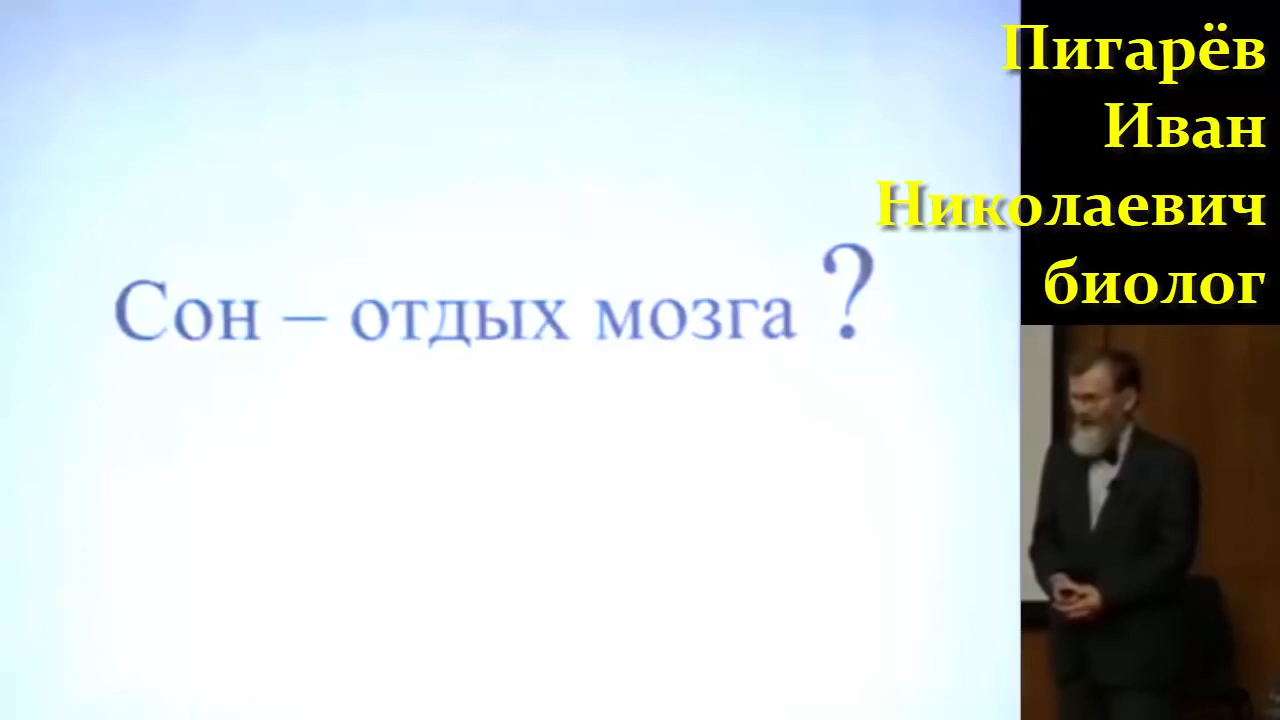 Сон – отдых мозга ?
Пигарёв
Иван
Николаевич
биолог